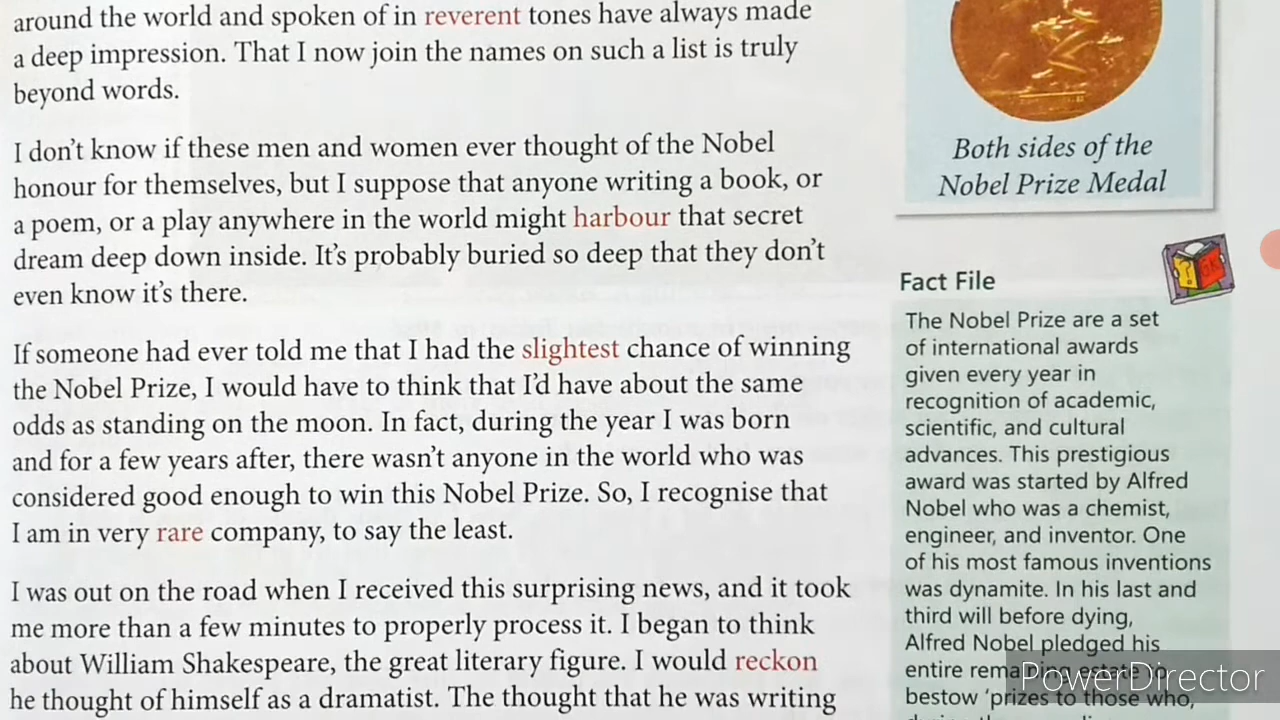 around the world and spoken of in reverent tones have always made
a deep impression. That I now join the names on such a list is truly
beyond words.
I don't know if these men and women ever thought of the Nobel
honour for themselves, but I suppose that anyone writing a book, or
a poem, or a play anywhere in the world might harbour that secret
dream deep down inside. It's probably buried so deep that they don't
even know it's there.
If someone had ever told me that I had the slightest chance of winning
the Nobel Prize, I would have to think that I'd have about the same
odds as standing on the moon. In fact, during the year I was born
and for a few years after, there wasn't anyone in the world who was
considered good enough to win this Nobel Prize. So, I recognise that
I am in very rare company, to say the least.
I was out on the road when I received this surprising news, and it took
me more than a few minutes to properly process it. I began to think
about William Shakespeare, the great literary figure. I would reckon
he thought of himself as a dramatist. The thought that he was writing
Both sides of the
Nobel Prize Medal
? GK
Fact File
The Nobel Prize are a set
of international awards
given every year in
recognition of academic,
scientific, and cultural
advances. This prestigious
award was started by Alfred
Nobel who was a chemist,
engineer, and inventor. One
of his most famous inventions
was dynamite. In his last and
third will before dying,
Alfred Nobel pledged his
entire remaining estate to
bestow 'prizes to those who,
PowerDirector